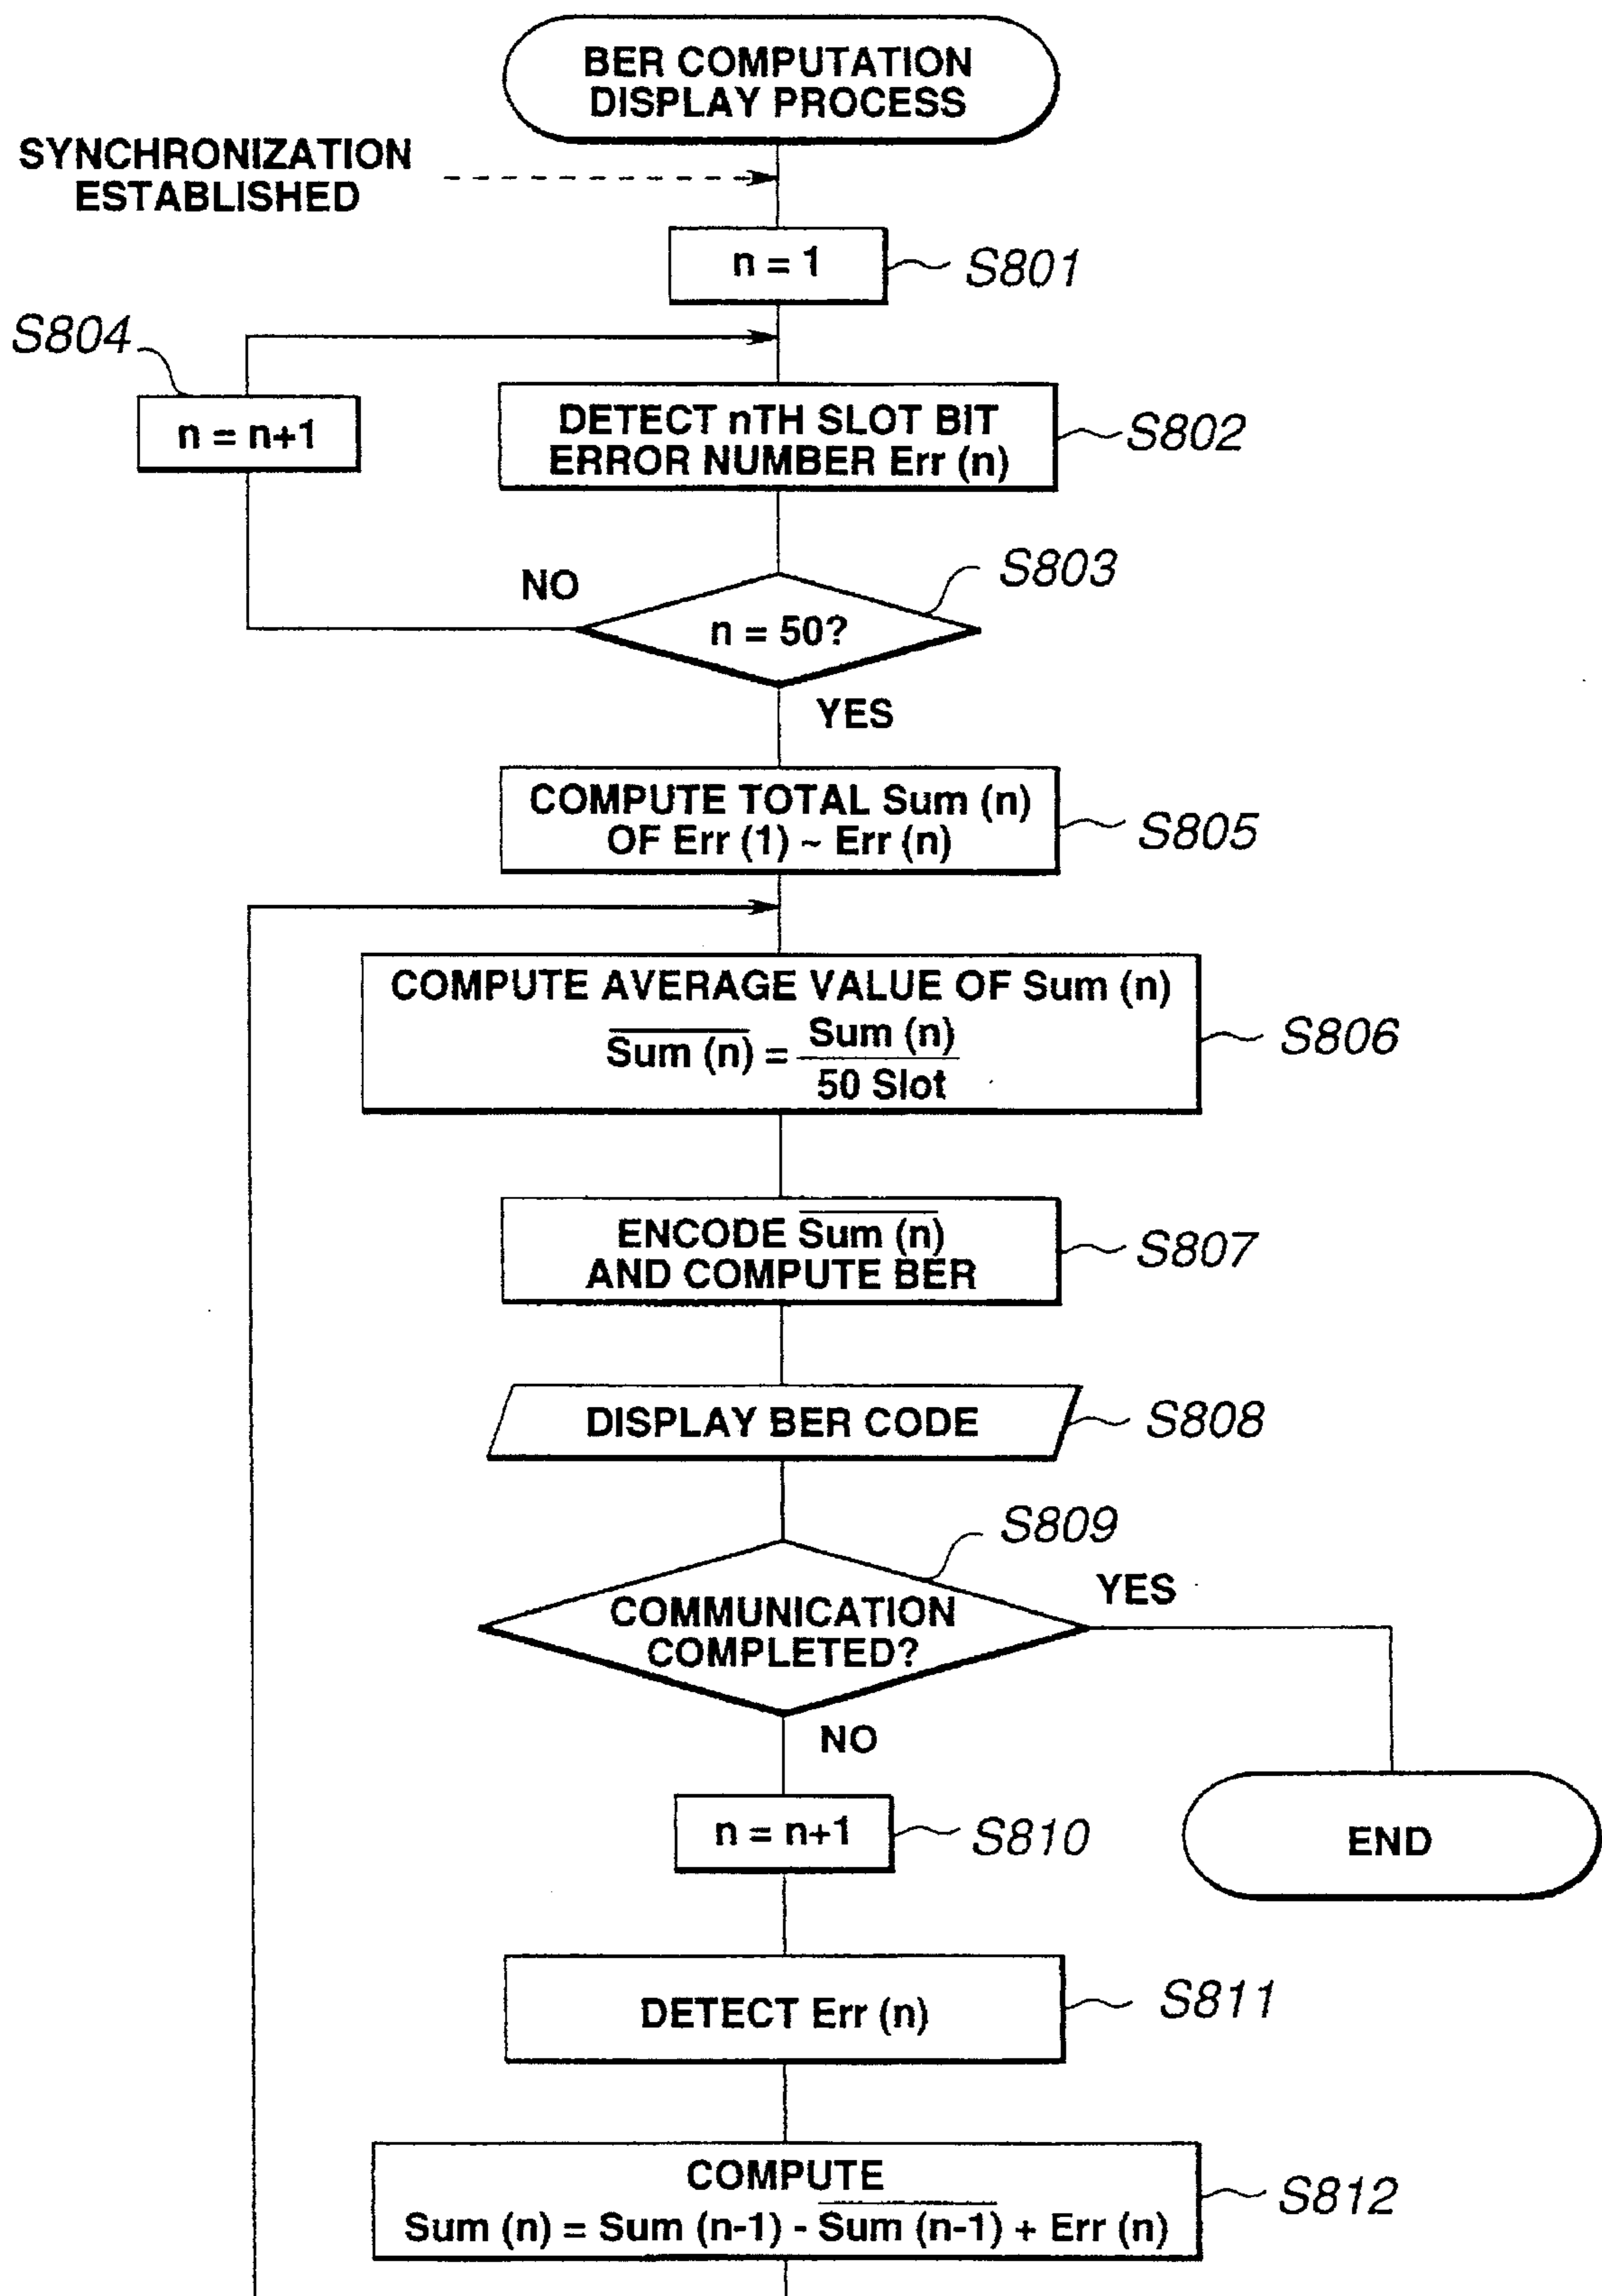 BER COMPUTATION
DISPLAY PROCESS
SYNCHRONIZATION
ESTABLISHED
n = 1
S801
S804
n = n+1
DETECT nTH SLOT BIT
ERROR NUMBER Err (n)
S802
S803
NO
n = 50?
YES
COMPUTE TOTAL Sum (n)
OF Err (1) ~ Err (n)
S805
COMPUTE AVERAGE VALUE OF Sum (n)
S̅u̅m̅ ̅(̅n̅)̅ = Sum (n)
50 Slot
S806
ENCODE S̅u̅m̅ ̅(̅n̅)̅
AND COMPUTE BER
S807
DISPLAY BER CODE
S808
S809
YES
COMMUNICATION
COMPLETED?
NO
n = n+1
S810
END
DETECT Err (n)
S811
COMPUTE
Sum (n) = Sum (n-1) - S̅u̅m̅ ̅(̅n̅-̅1̅)̅ + Err (n)
S812